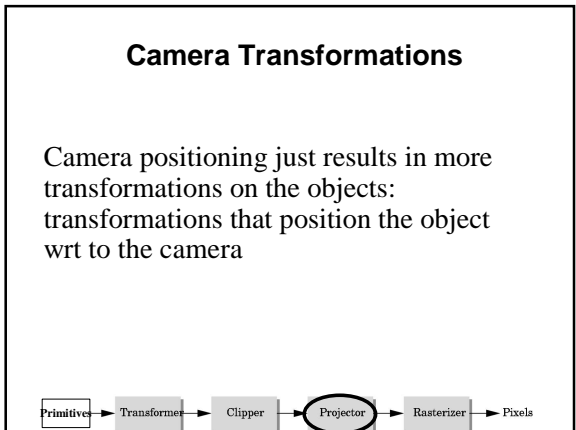 Camera Transformations
Camera positioning just results in more
transformations on the objects:
transformations that position the object
wrt to the camera
Primitives Transformer Clipper Projector Rasterizer Pixels